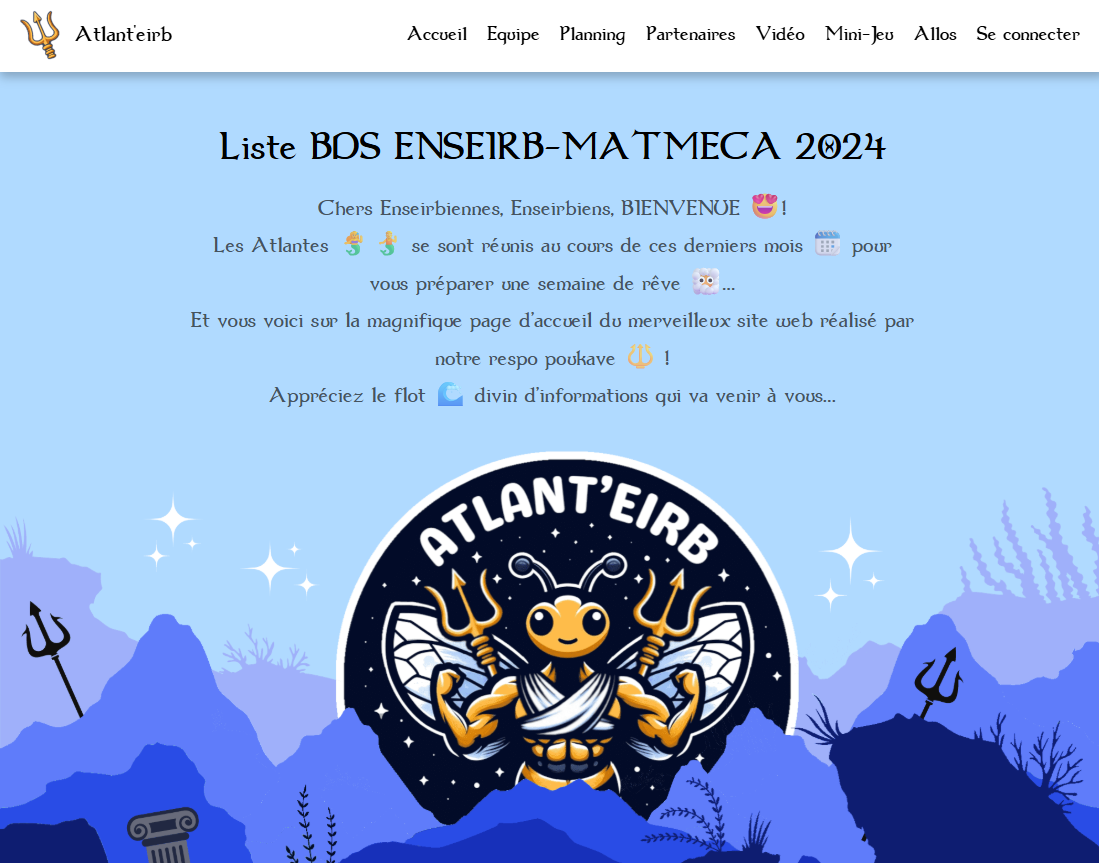 Atlant'eirb
Accueil Equipe Planning Partenaires Vidéo Mini-Jeu Allos Se connecter
Liste BDS ENSEIRB-MATMECA 2024
Chers Enseirbiennes, Enseirbiens, BIENVENUE 😍!
Les Atlantes 🧜‍♀️ 🧜‍♂️ se sont réunis au cours de ces derniers mois 🗓️ pour
vous préparer une semaine de rêve 😶‍🌫️...
Et vous voici sur la magnifique page d'accueil du merveilleux site web réalisé par
notre respo poukave 🔱 !
Appréciez le flot 🌊 divin d'informations qui va venir à vous...
ATLANT'EIRB